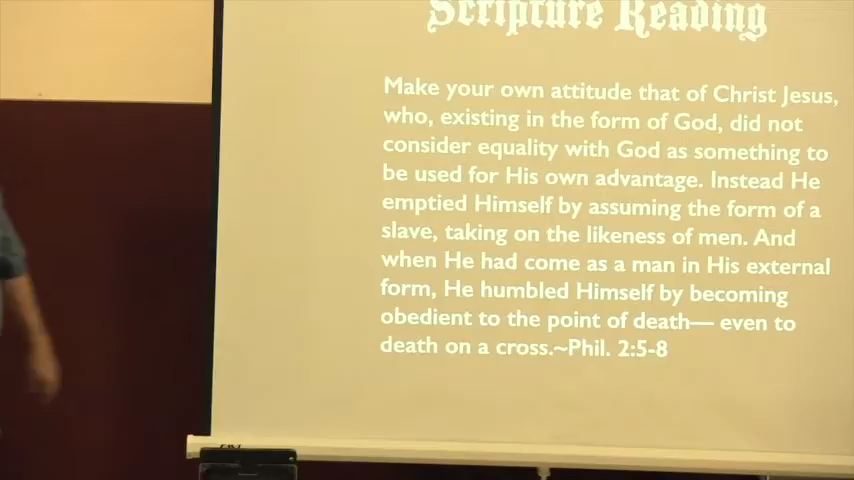 Scripture Reading
Make your own attitude that of Christ Jesus,
who, existing in the form of God, did not
consider equality with God as something to
be used for His own advantage. Instead He
emptied Himself by assuming the form of a
slave, taking on the likeness of men. And
when He had come as a man in His external
form, He humbled Himself by becoming
obedient to the point of death— even to
death on a cross.~Phil. 2:5-8